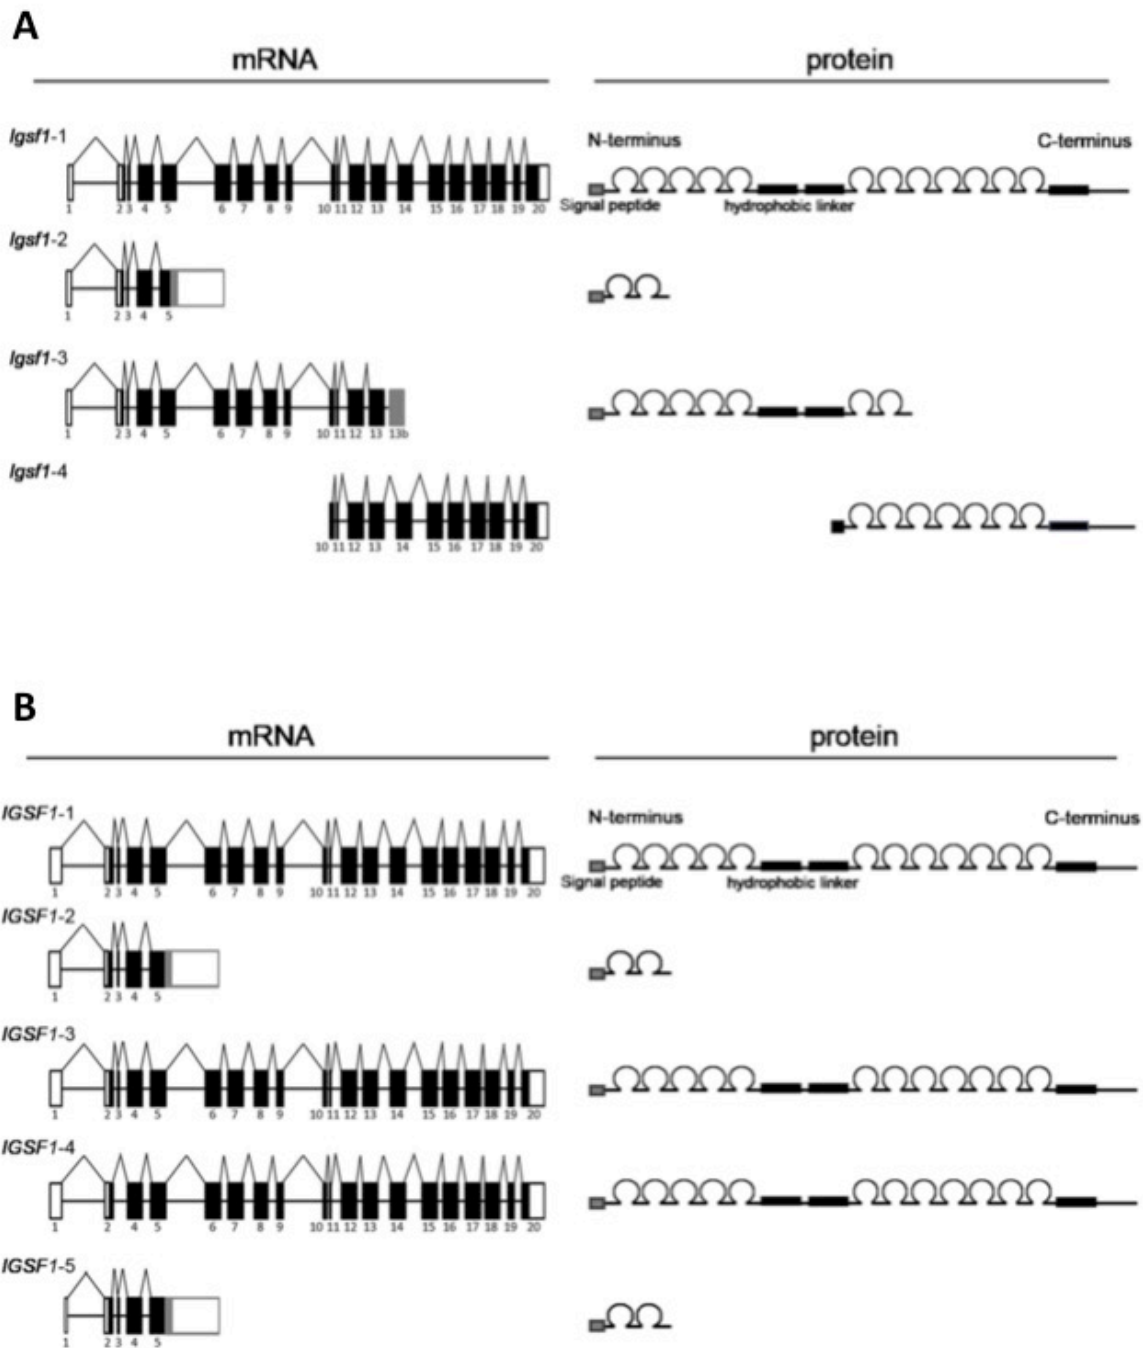 A
mRNA protein
Igsf1-1
N-terminus C-terminus
Signal peptide hydrophobic linker
1 2 3 4 5 6 7 8 9 10 11 12 13 14 15 16 17 18 19 20
Igsf1-2
1 2 3 4 5
Igsf1-3
1 2 3 4 5 6 7 8 9 10 11 12 13 13b
Igsf1-4
10 11 12 13 14 15 16 17 18 19 20
B
mRNA protein
IGSF1-1
N-terminus C-terminus
Signal peptide hydrophobic linker
1 2 3 4 5 6 7 8 9 10 11 12 13 14 15 16 17 18 19 20
IGSF1-2
1 2 3 4 5
IGSF1-3
1 2 3 4 5 6 7 8 9 10 11 12 13 14 15 16 17 18 19 20
IGSF1-4
1 2 4 5 6 7 8 9 10 11 12 13 14 15 16 17 18 19 20
IGSF1-5
1 2 3 4 5